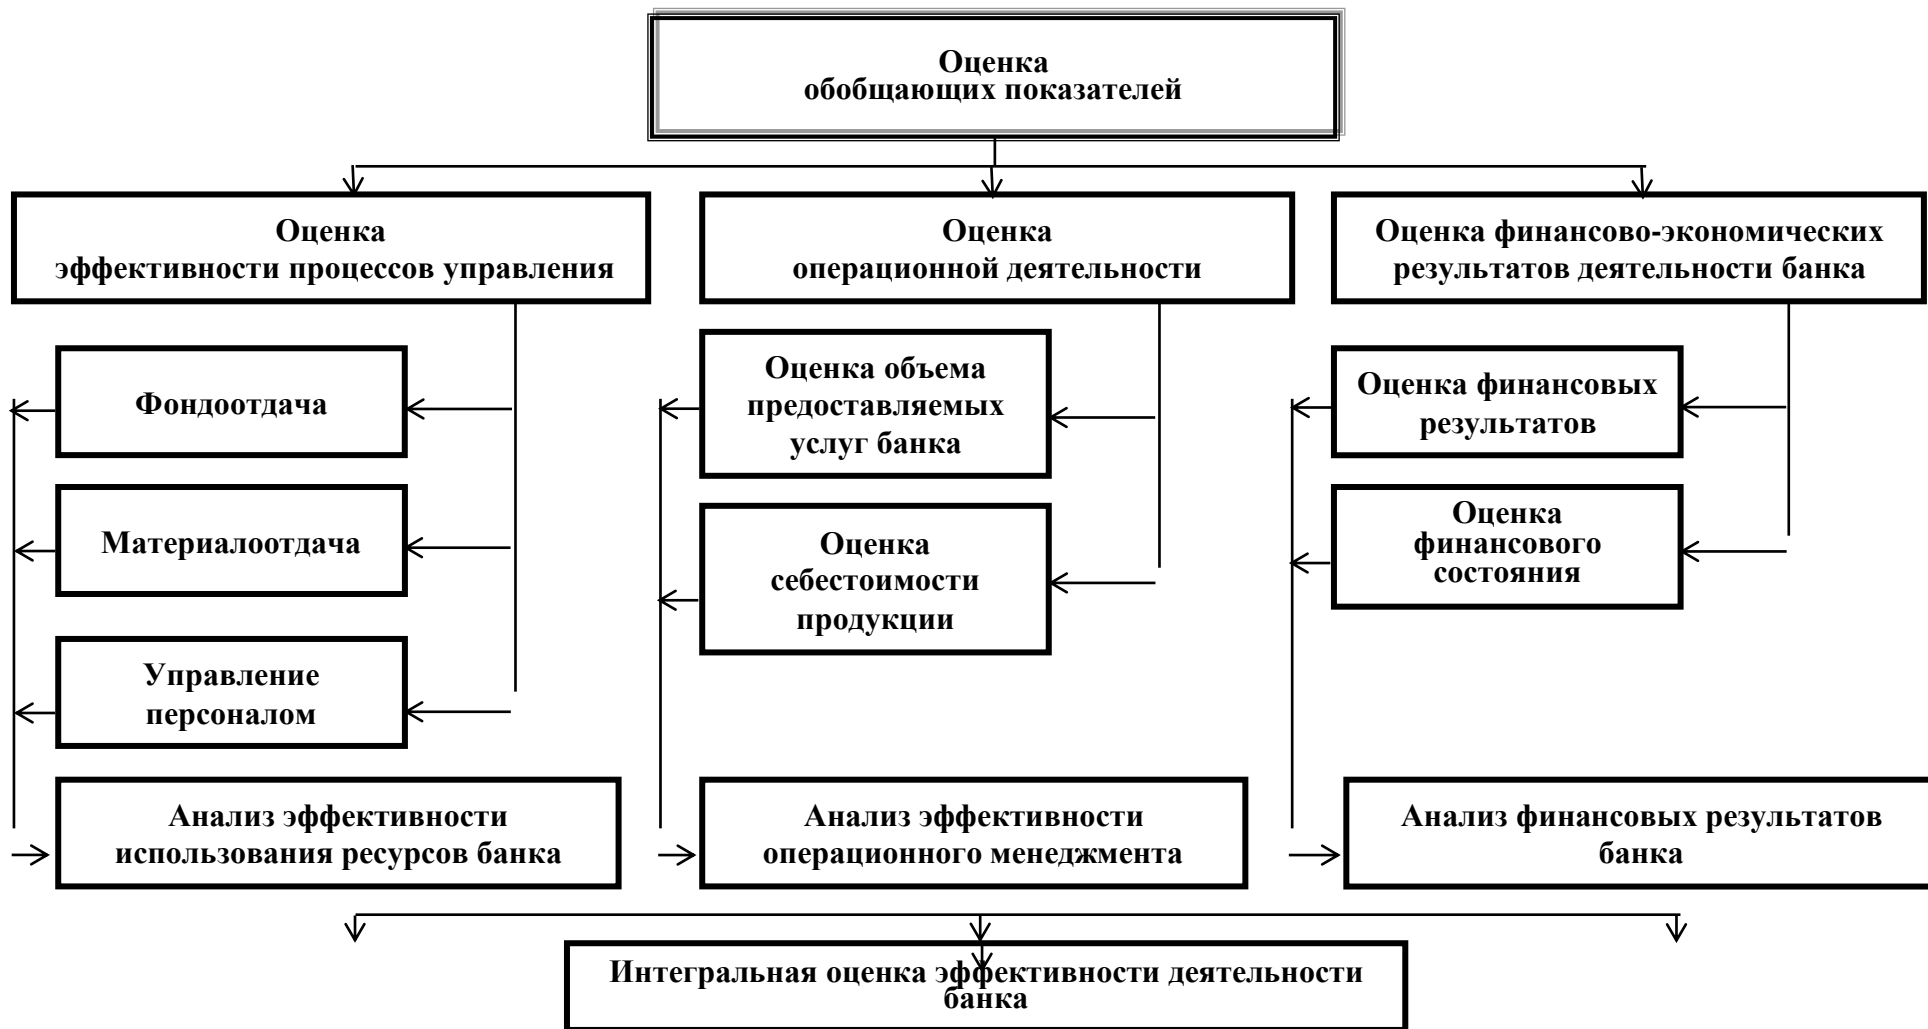 Оценка
обобщающих показателей
Оценка
эффективности процессов управления
Оценка
операционной деятельности
Оценка финансово-экономических
результатов деятельности банка
Фондоотдача
Материалоотдача
Управление
персоналом
Оценка объема
предоставляемых
услуг банка
Оценка
себестоимости
продукции
Оценка финансовых
результатов
Оценка
финансового
состояния
Анализ эффективности
использования ресурсов банка
Анализ эффективности
операционного менеджмента
Анализ финансовых результатов
банка
Интегральная оценка эффективности деятельности
банка